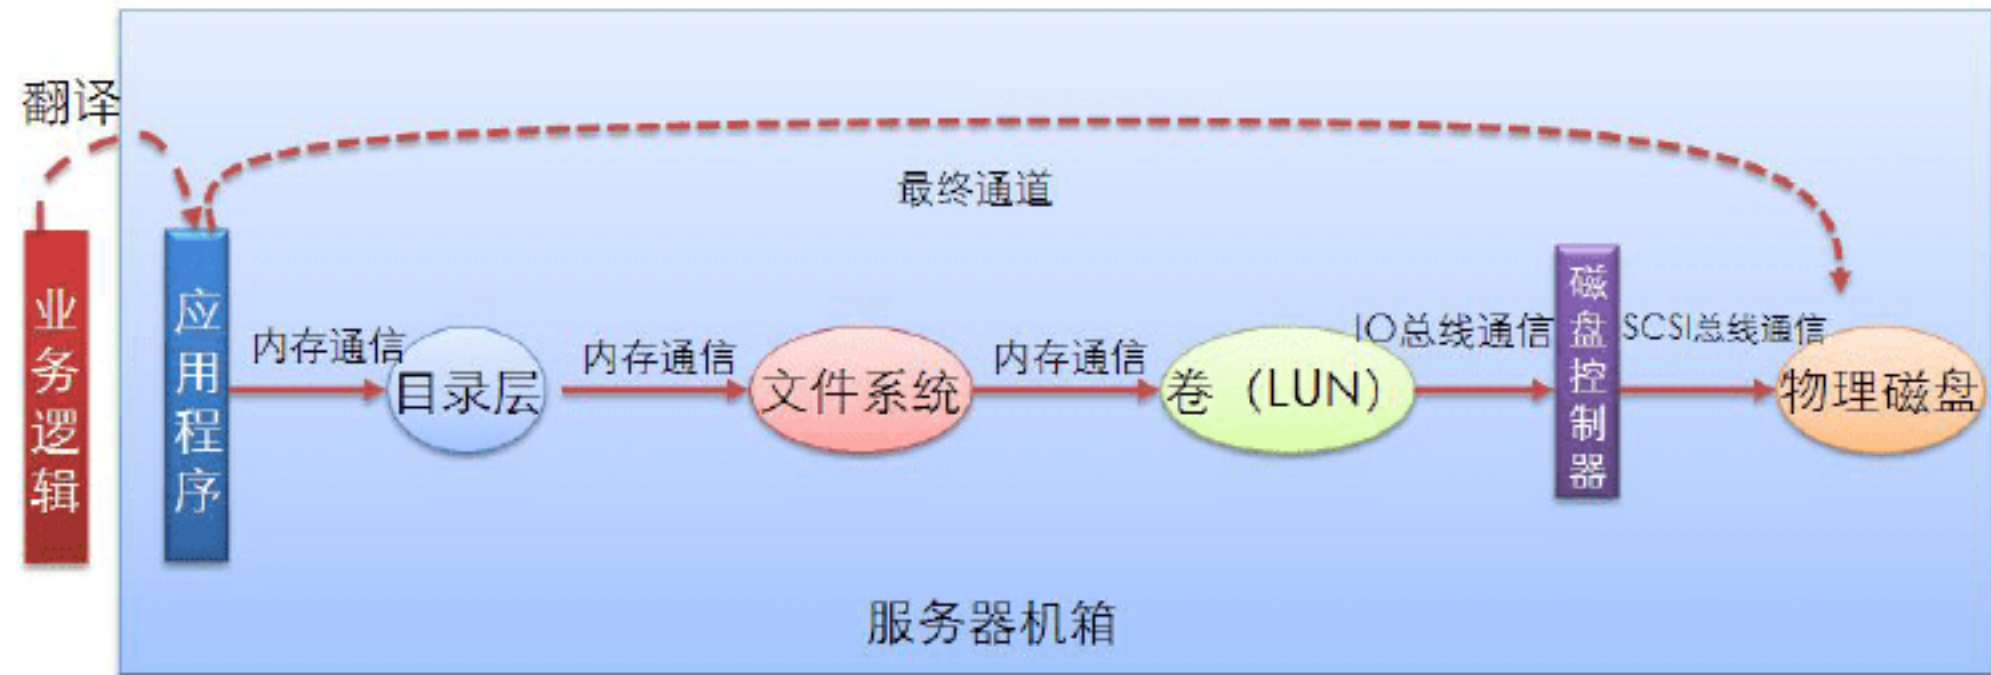 翻译
最终通道
业务逻辑
应用程序
内存通信
目录层
内存通信
文件系统
内存通信
卷（LUN）
IO总线通信
磁盘控制器
SCSI总线通信
物理磁盘
服务器机箱